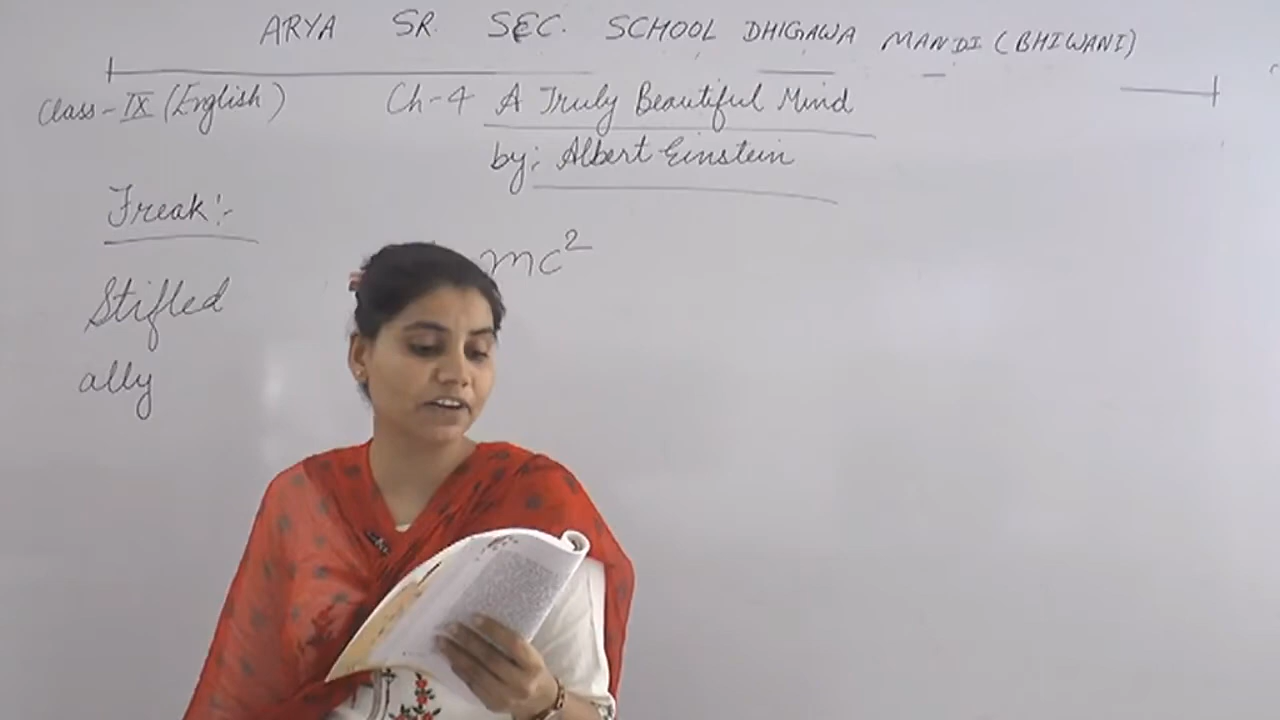 ARYA SR. SEC. SCHOOL DHIGAWA MANDI (BHIWANI)
Class - IX (English) Ch-4 A Truly Beautiful Mind
by: Albert Einstein
Freak :-
mc²
Stifled
ally